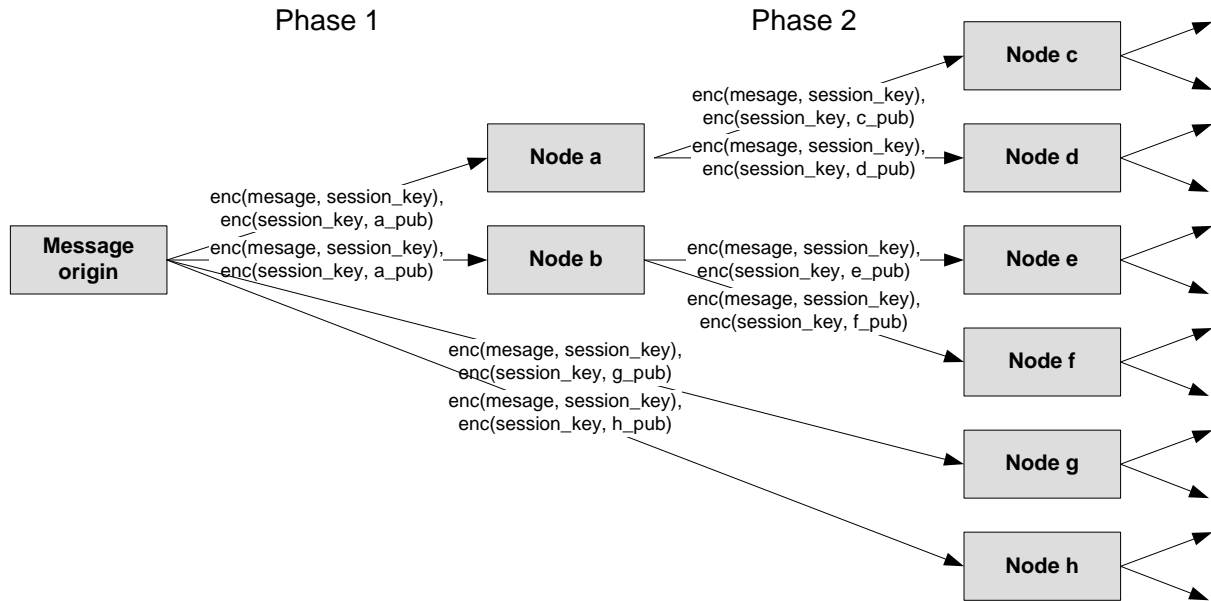 Phase 1
Phase 2
Node c
enc(mesage, session_key),
enc(session_key, c_pub)
Node a
enc(mesage, session_key),
enc(session_key, d_pub)
Node d
enc(mesage, session_key),
enc(session_key, a_pub)
Message
origin
enc(mesage, session_key),
enc(session_key, a_pub)
Node b
enc(mesage, session_key),
enc(session_key, e_pub)
Node e
enc(mesage, session_key),
enc(session_key, f_pub)
Node f
enc(mesage, session_key),
enc(session_key, g_pub)
enc(mesage, session_key),
enc(session_key, h_pub)
Node g
Node h